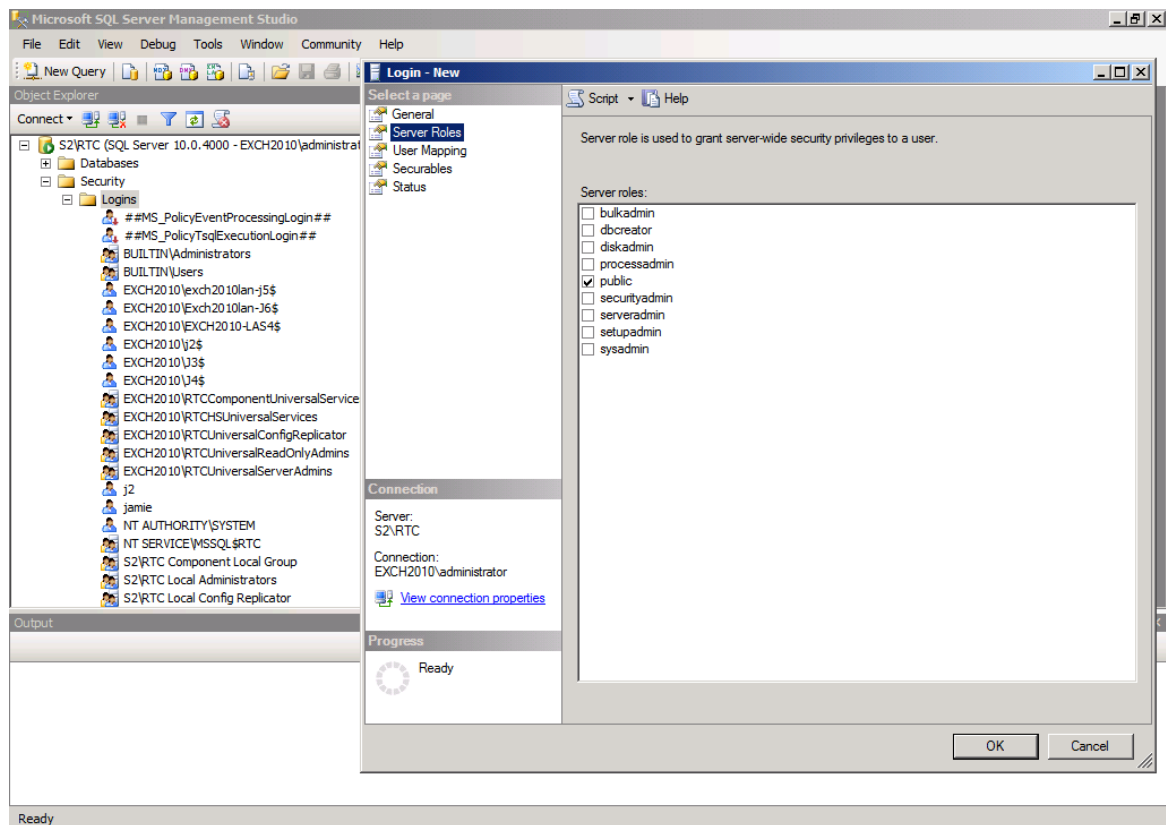 Microsoft SQL Server Management Studio
File Edit View Debug Tools Window Community Help
New Query
Object Explorer
Connect
S2\RTC (SQL Server 10.0.4000 - EXCH2010\administrat
Databases
Security
Logins
##MS_PolicyEventProcessingLogin##
##MS_PolicyTsqlExecutionLogin##
BUILTIN\Administrators
BUILTIN\Users
EXCH2010\exch2010lan-j5$
EXCH2010\Exch2010lan-J6$
EXCH2010\EXCH2010-LAS4$
EXCH2010\j2$
EXCH2010\J3$
EXCH2010\J4$
EXCH2010\RTCComponentUniversalService
EXCH2010\RTCHSUniversalServices
EXCH2010\RTCUniversalConfigReplicator
EXCH2010\RTCUniversalReadOnlyAdmins
EXCH2010\RTCUniversalServerAdmins
j2
jamie
NT AUTHORITY\SYSTEM
NT SERVICE\MSSQL$RTC
S2\RTC Component Local Group
S2\RTC Local Administrators
S2\RTC Local Config Replicator
Output
Ready
Login - New
Select a page
General
Server Roles
User Mapping
Securables
Status
Connection
Server:
S2\RTC
Connection:
EXCH2010\administrator
View connection properties
Progress
Ready
Script Help
Server role is used to grant server-wide security privileges to a user.
Server roles:
bulkadmin
dbcreator
diskadmin
processadmin
public
securityadmin
serveradmin
setupadmin
sysadmin
OK Cancel